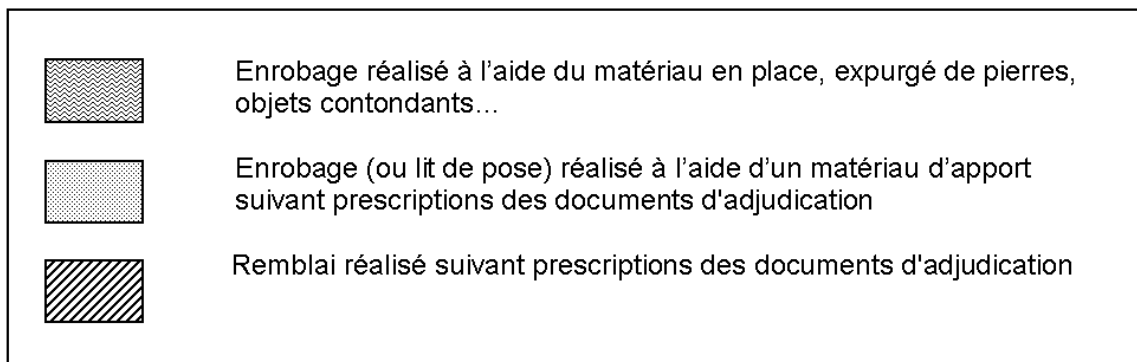 Enrobage réalisé à l’aide du matériau en place, expurgé de pierres,
objets contondants…
Enrobage (ou lit de pose) réalisé à l’aide d’un matériau d’apport
suivant prescriptions des documents d'adjudication
Remblai réalisé suivant prescriptions des documents d'adjudication